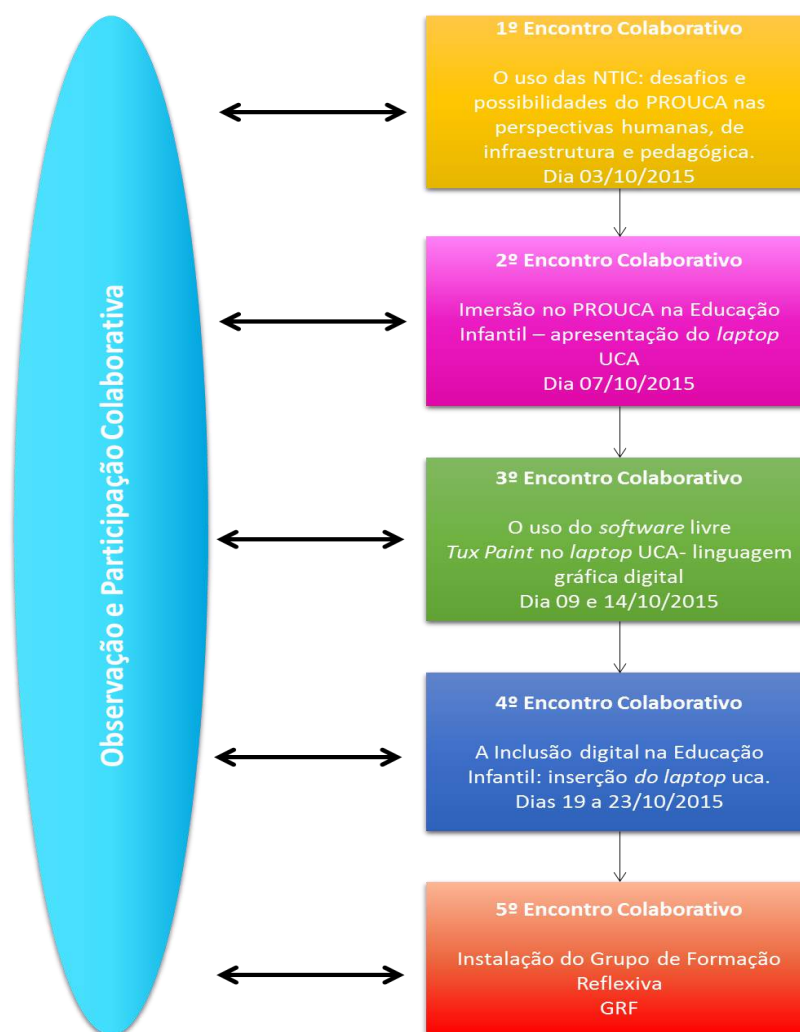 Observação e Participação Colaborativa
1º Encontro Colaborativo
O uso das NTIC: desafios e
possibilidades do PROUCA nas
perspectivas humanas, de
infraestrutura e pedagógica.
Dia 03/10/2015
2º Encontro Colaborativo
Imersão no PROUCA na Educação
Infantil – apresentação do laptop
UCA
Dia 07/10/2015
3º Encontro Colaborativo
O uso do software livre
Tux Paint no laptop UCA- linguagem
gráfica digital
Dia 09 e 14/10/2015
4º Encontro Colaborativo
A Inclusão digital na Educação
Infantil: inserção do laptop uca.
Dias 19 a 23/10/2015
5º Encontro Colaborativo
Instalação do Grupo de Formação
Reflexiva
GRF